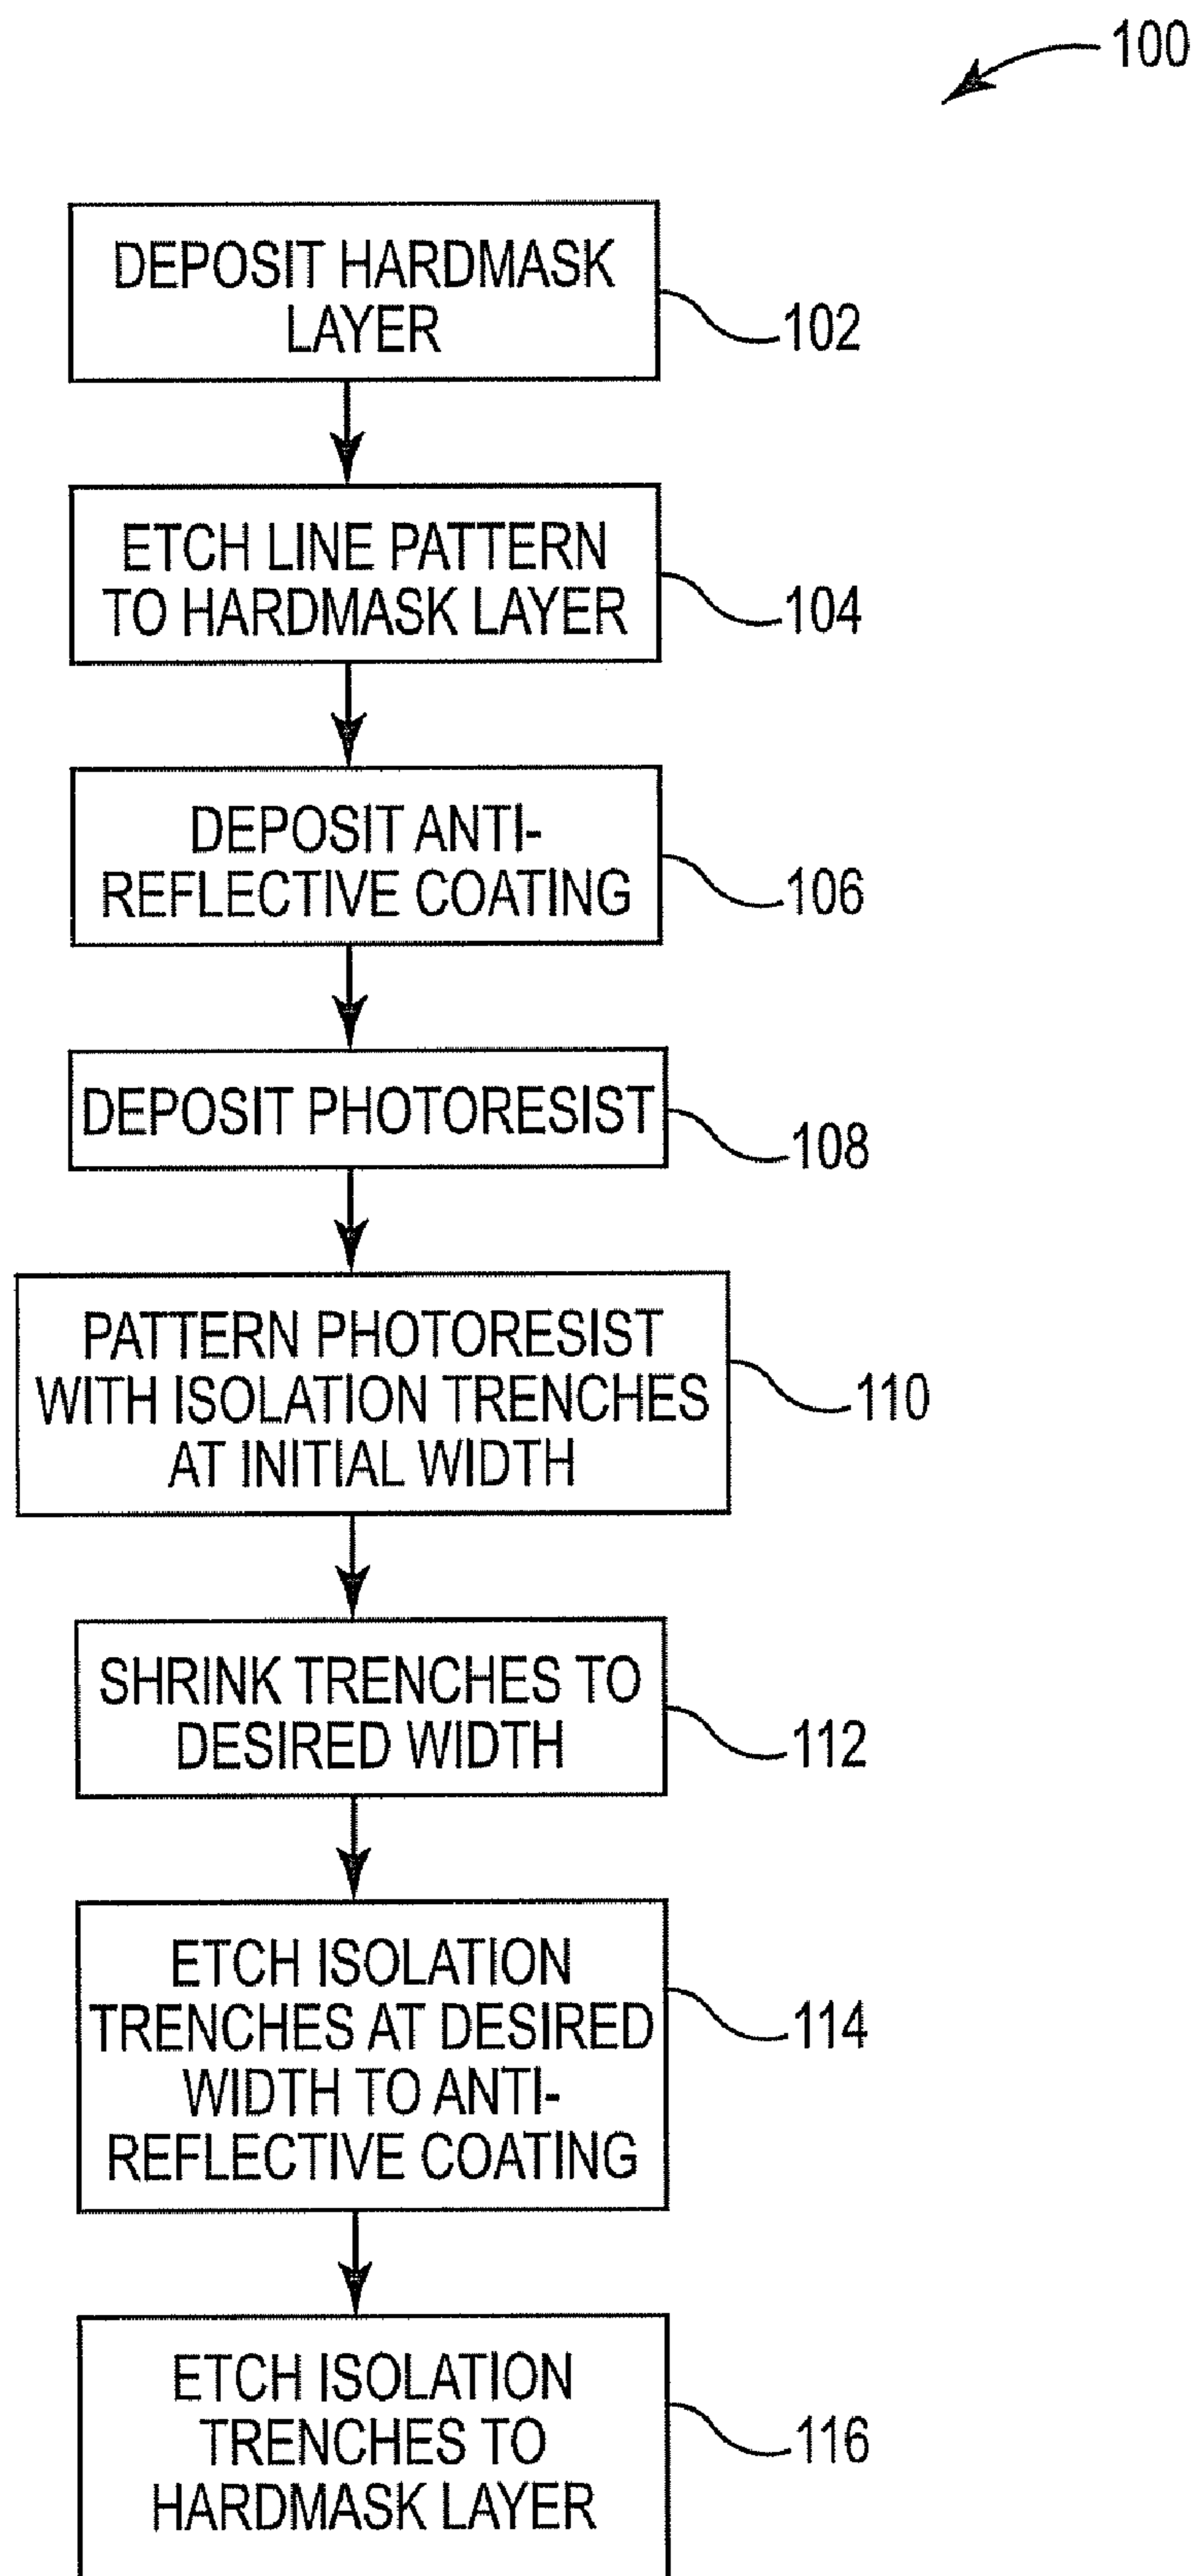 100
DEPOSIT HARDMASK
LAYER
102
ETCH LINE PATTERN
TO HARDMASK LAYER
104
DEPOSIT ANTI-
REFLECTIVE COATING
106
DEPOSIT PHOTORESIST
108
PATTERN PHOTORESIST
WITH ISOLATION TRENCHES
AT INITIAL WIDTH
110
SHRINK TRENCHES TO
DESIRED WIDTH
112
ETCH ISOLATION
TRENCHES AT DESIRED
WIDTH TO ANTI-
REFLECTIVE COATING
114
ETCH ISOLATION
TRENCHES TO
HARDMASK LAYER
116